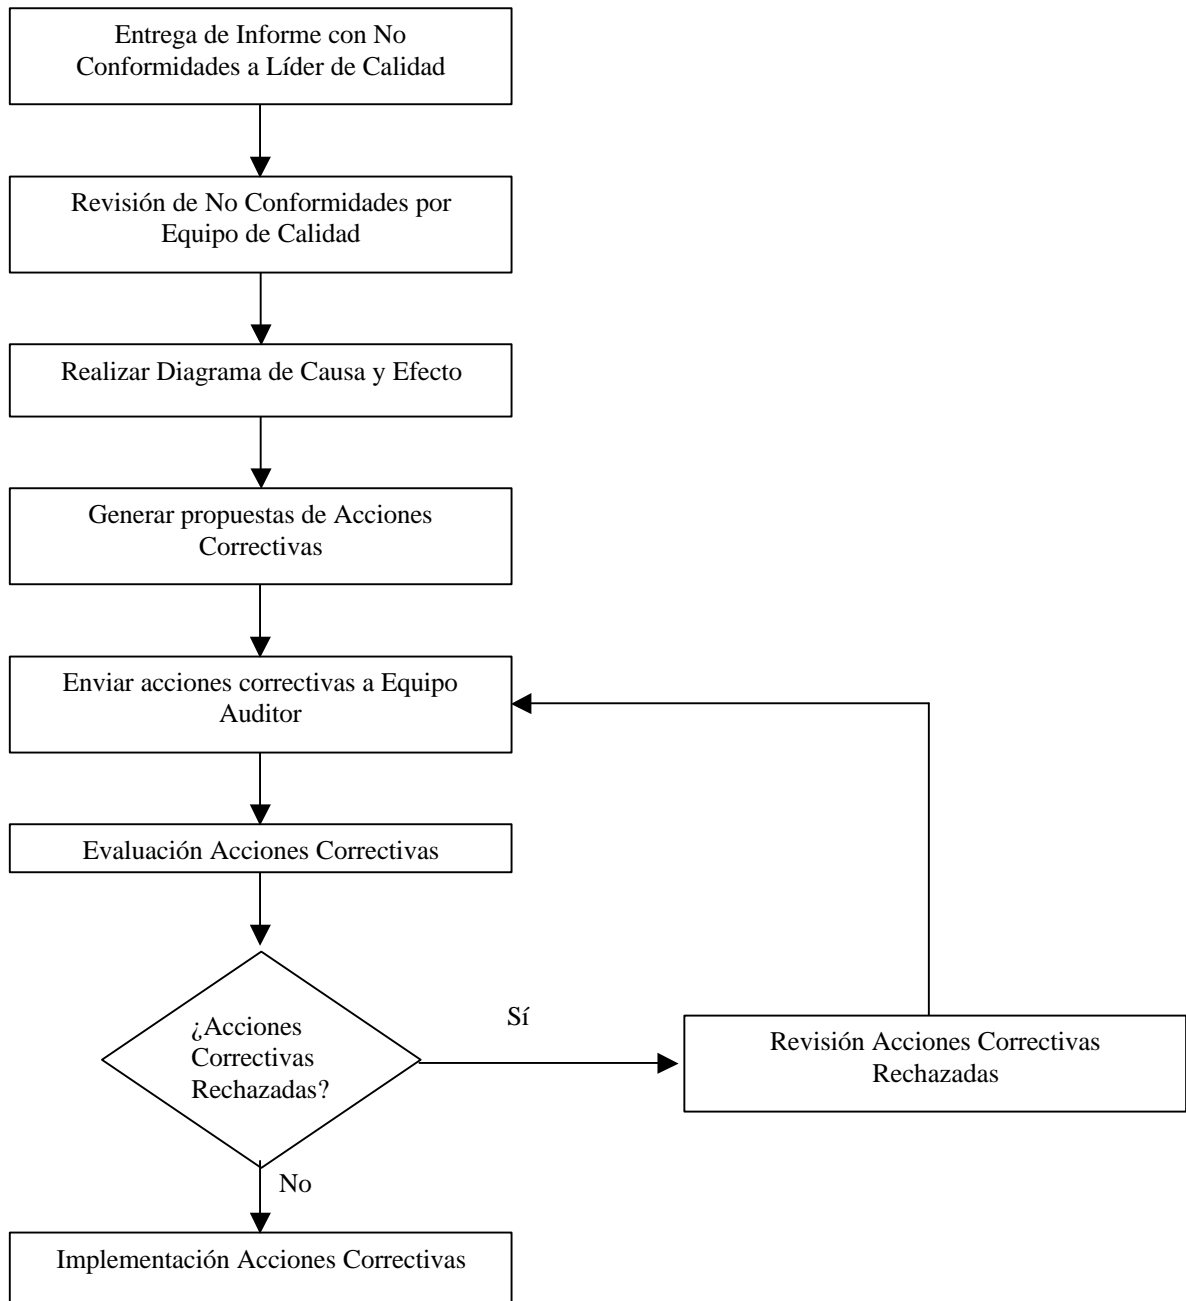 Entrega de Informe con No
Conformidades a Líder de Calidad
Revisión de No Conformidades por
Equipo de Calidad
Realizar Diagrama de Causa y Efecto
Generar propuestas de Acciones
Correctivas
Enviar acciones correctivas a Equipo
Auditor
Evaluación Acciones Correctivas
¿Acciones
Correctivas
Rechazadas?
Sí
Revisión Acciones Correctivas
Rechazadas
No
Implementación Acciones Correctivas